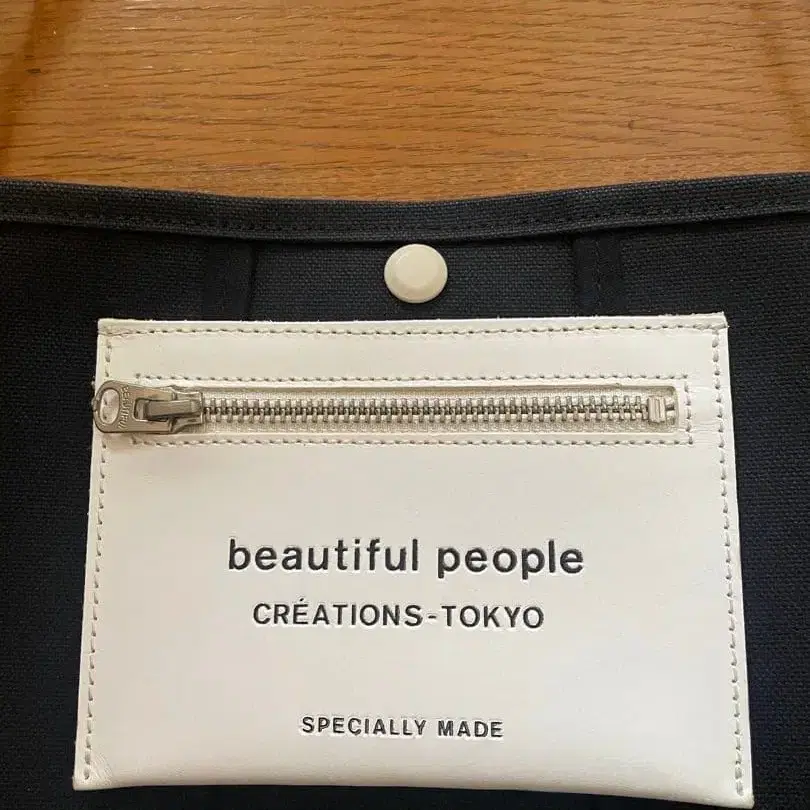 beautiful people
CRÉATIONS-TOKYO
SPECIALLY MADE